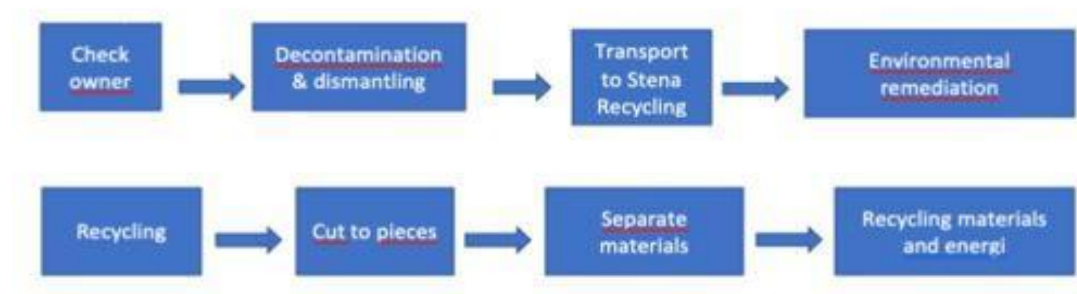 Check
owner
Decontamination
& dismantling
Transport
to Stena
Recycling
Environmental
remediation
Recycling
Cut to pieces
Separate
materials
Recycling materials
and energi